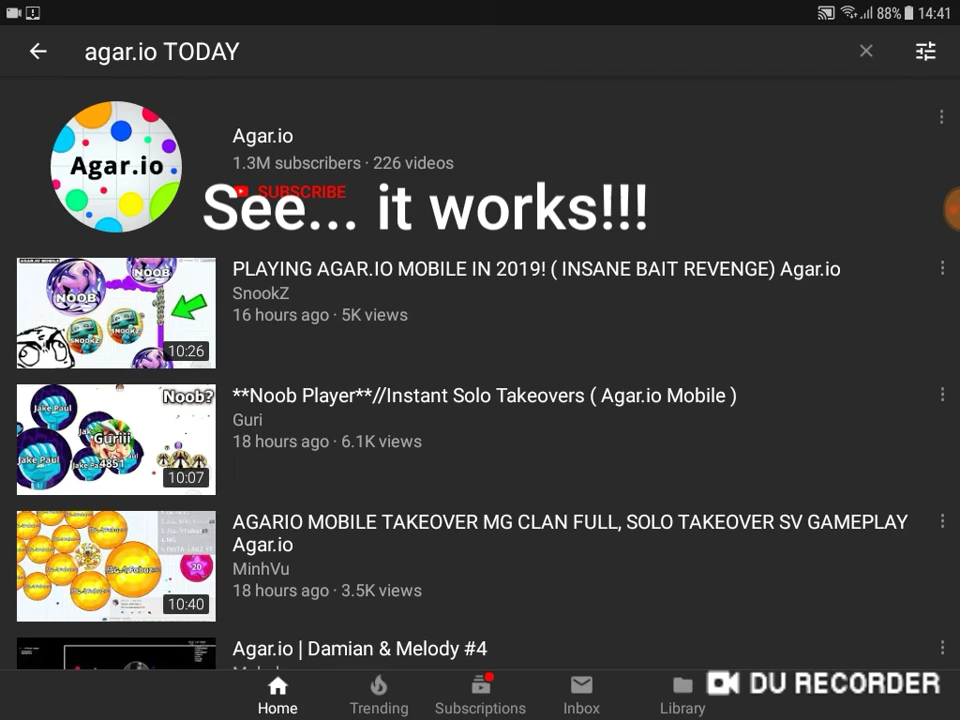 88% 14:41
agar.io TODAY
Agar.io
Agar.io
1.3M subscribers · 226 videos
SUBSCRIBE
See... it works!!!
NOOB
NOOB
SNOOKZ
SNOOKZ
10:26
PLAYING AGAR.IO MOBILE IN 2019! ( INSANE BAIT REVENGE) Agar.io
SnookZ
16 hours ago · 5K views
Noob?
Jake Paul
Guriii
Jake Paul
4851
10:07
**Noob Player**//Instant Solo Takeovers ( Agar.io Mobile )
Guri
18 hours ago · 6.1K views
20
10:40
AGARIO MOBILE TAKEOVER MG CLAN FULL, SOLO TAKEOVER SV GAMEPLAY
Agar.io
MinhVu
18 hours ago · 3.5K views
Agar.io | Damian & Melody #4
Home
Trending
Subscriptions
Inbox
Library
DU RECORDER